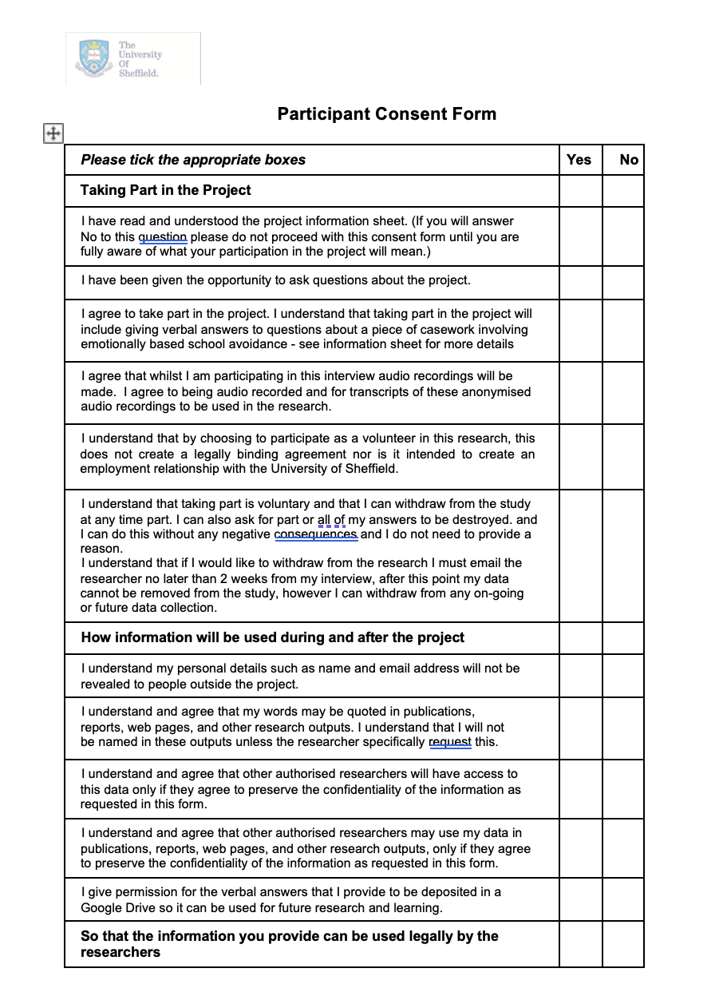 The
University
Of
Sheffield.
Participant Consent Form
Please tick the appropriate boxes Yes No
Taking Part in the Project
I have read and understood the project information sheet. (If you will answer
No to this question please do not proceed with this consent form until you are
fully aware of what your participation in the project will mean.)
I have been given the opportunity to ask questions about the project.
I agree to take part in the project. I understand that taking part in the project will
include giving verbal answers to questions about a piece of casework involving
emotionally based school avoidance - see information sheet for more details
I agree that whilst I am participating in this interview audio recordings will be
made.  I agree to being audio recorded and for transcripts of these anonymised
audio recordings to be used in the research.
I understand that by choosing to participate as a volunteer in this research, this
does not create a legally binding agreement nor is it intended to create an
employment relationship with the University of Sheffield.
I understand that taking part is voluntary and that I can withdraw from the study
at any time part. I can also ask for part or all of my answers to be destroyed. and
I can do this without any negative consequences and I do not need to provide a
reason.
I understand that if I would like to withdraw from the research I must email the
researcher no later than 2 weeks from my interview, after this point my data
cannot be removed from the study, however I can withdraw from any on-going
or future data collection.
How information will be used during and after the project
I understand my personal details such as name and email address will not be
revealed to people outside the project.
I understand and agree that my words may be quoted in publications,
reports, web pages, and other research outputs. I understand that I will not
be named in these outputs unless the researcher specifically request this.
I understand and agree that other authorised researchers will have access to
this data only if they agree to preserve the confidentiality of the information as
requested in this form.
I understand and agree that other authorised researchers may use my data in
publications, reports, web pages, and other research outputs, only if they agree
to preserve the confidentiality of the information as requested in this form.
I give permission for the verbal answers that I provide to be deposited in a
Google Drive so it can be used for future research and learning.
So that the information you provide can be used legally by the
researchers